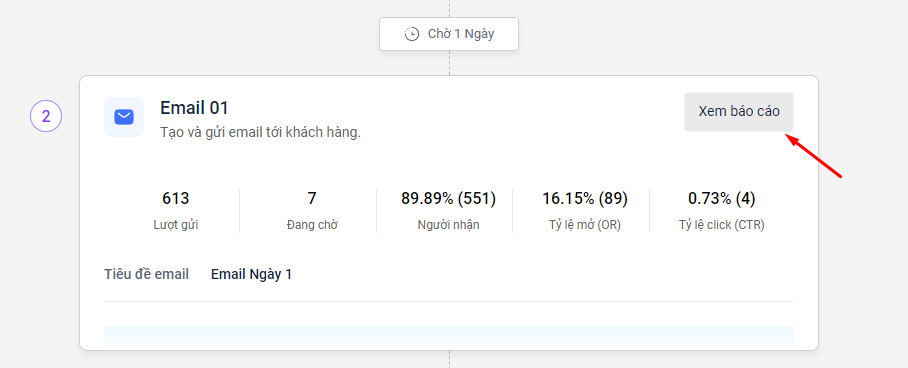 Chờ 1 Ngày
2
Email 01
Tạo và gửi email tới khách hàng.
Xem báo cáo
613
7
89.89% (551)
16.15% (89)
0.73% (4)
Lượt gửi
Đang chờ
Người nhận
Tỷ lệ mở (OR)
Tỷ lệ click (CTR)
Tiêu đề email
Email Ngày 1